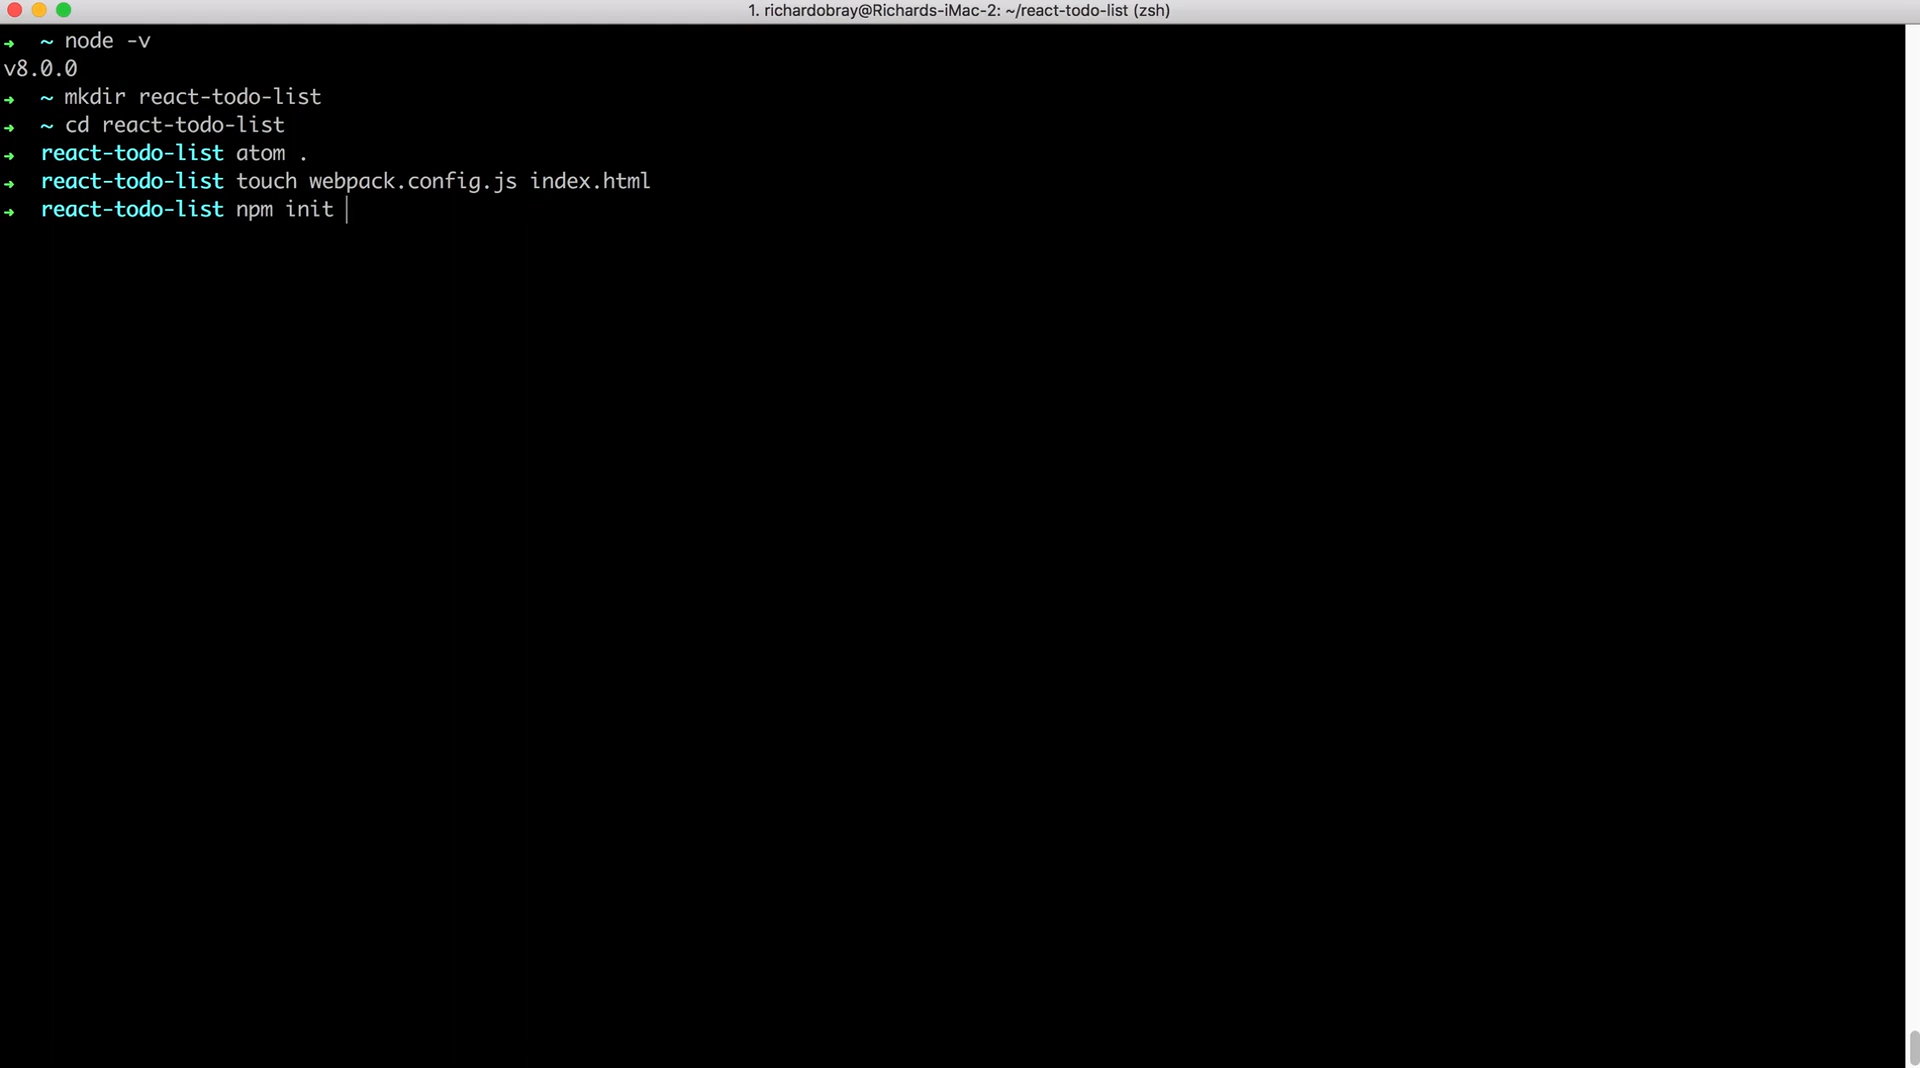 1. richardobray@Richards-iMac-2: ~/react-todo-list (zsh)
➜ ~ node -v
v8.0.0
➜ ~ mkdir react-todo-list
➜ ~ cd react-todo-list
➜ react-todo-list atom .
➜ react-todo-list touch webpack.config.js index.html
➜ react-todo-list npm init